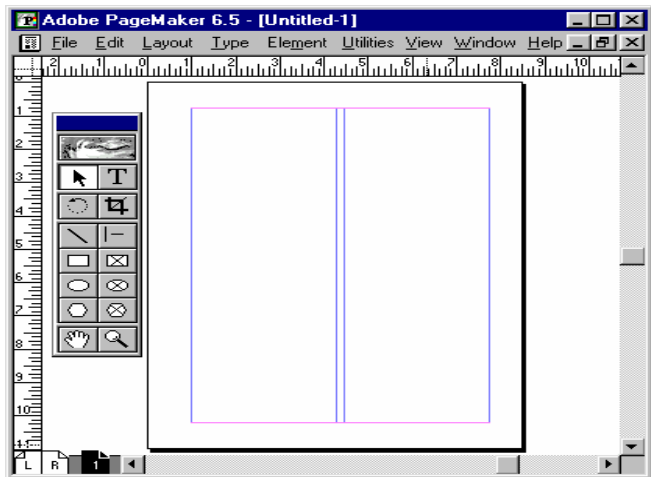 Adobe PageMaker 6.5 - [Untitled-1]
File Edit Layout Type Element Utilities View Window Help
2 1 0 1 2 3 4 5 6 7 8 9 10
0
1
2
3
4
5
6
7
8
9
10
11
T
L R 1